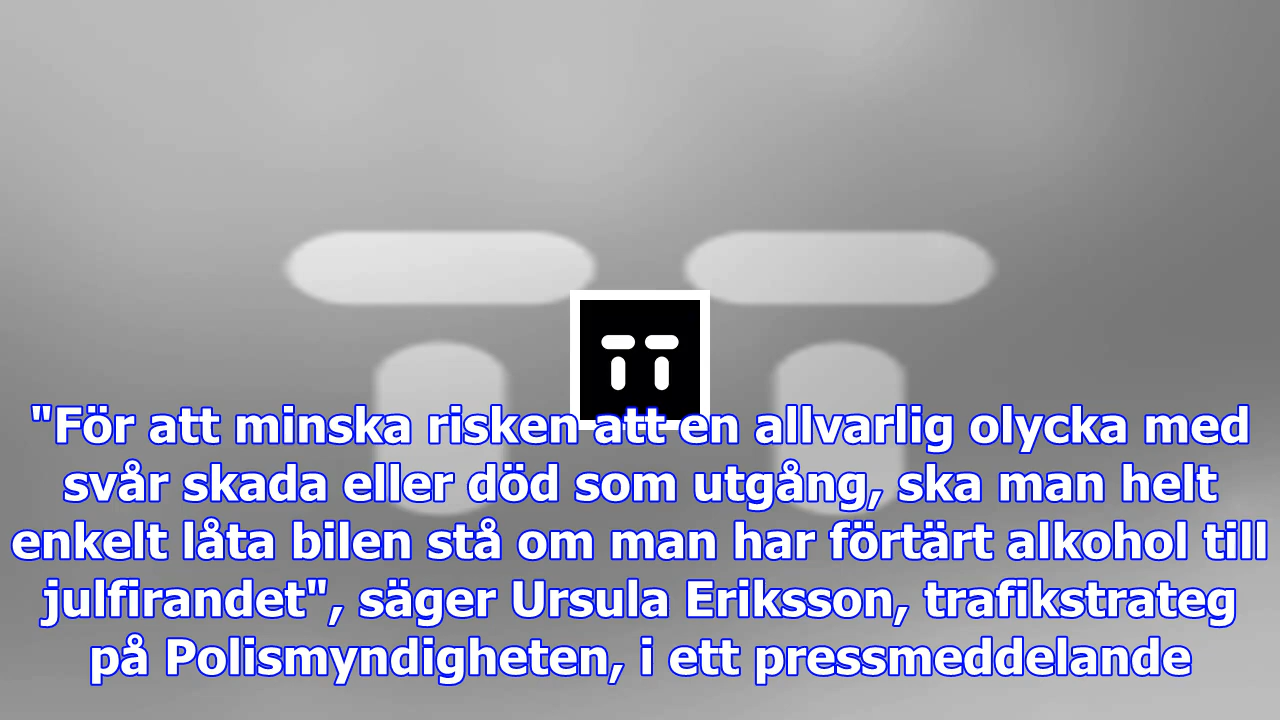 "För att minska risken att en allvarlig olycka med
svår skada eller död som utgång, ska man helt
enkelt låta bilen stå om man har förtärt alkohol till
julfirandet", säger Ursula Eriksson, trafikstrateg
på Polismyndigheten, i ett pressmeddelande